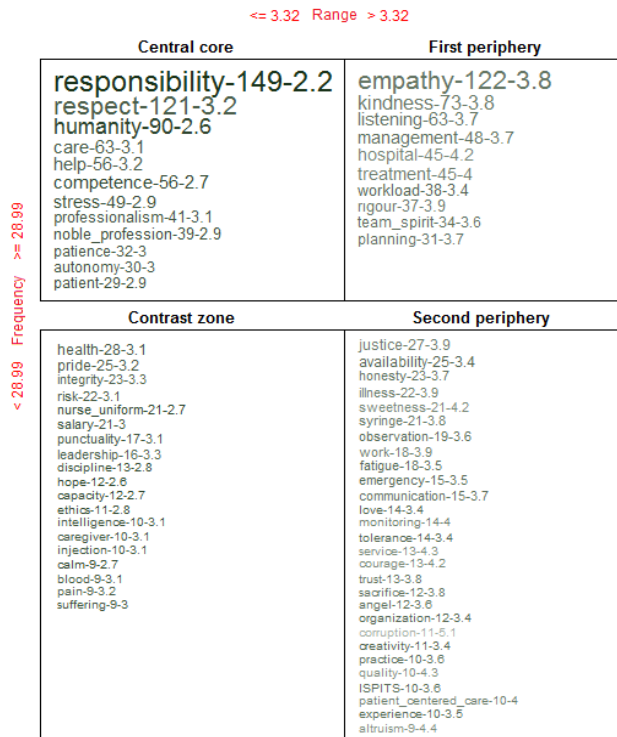 <= 3.32 Range > 3.32
Central core
First periphery
responsibility-149-2.2
respect-121-3.2
humanity-90-2.6
care-63-3.1
help-56-3.2
competence-56-2.7
stress-49-2.9
professionalism-41-3.1
noble_profession-39-2.9
patience-32-3
autonomy-30-3
patient-29-2.9
empathy-122-3.8
kindness-73-3.8
listening-63-3.7
management-48-3.7
hospital-45-4.2
treatment-45-4
workload-38-3.4
rigour-37-3.9
team_spirit-34-3.6
planning-31-3.7
< 28.99 Frequency >= 28.99
Contrast zone
Second periphery
health-28-3.1
pride-25-3.2
integrity-23-3.3
risk-22-3.1
nurse_uniform-21-2.7
salary-21-3
punctuality-17-3.1
leadership-16-3.3
discipline-13-2.8
hope-12-2.6
capacity-12-2.7
ethics-11-2.8
intelligence-10-3.1
caregiver-10-3.1
injection-10-3.1
calm-9-2.7
blood-9-3.1
pain-9-3.2
suffering-9-3
justice-27-3.9
availability-25-3.4
honesty-23-3.7
illness-22-3.9
sweetness-21-4.2
syringe-21-3.8
observation-19-3.6
work-18-3.9
fatigue-18-3.5
emergency-15-3.5
communication-15-3.7
love-14-3.4
monitoring-14-4
tolerance-14-3.4
service-13-4.3
courage-13-4.2
trust-13-3.8
sacrifice-12-3.8
angel-12-3.6
organization-12-3.4
corruption-11-5.1
creativity-11-3.4
practice-10-3.6
quality-10-4.3
ISPITS-10-3.6
patient_centered_care-10-4
experience-10-3.5
altruism-9-4.4